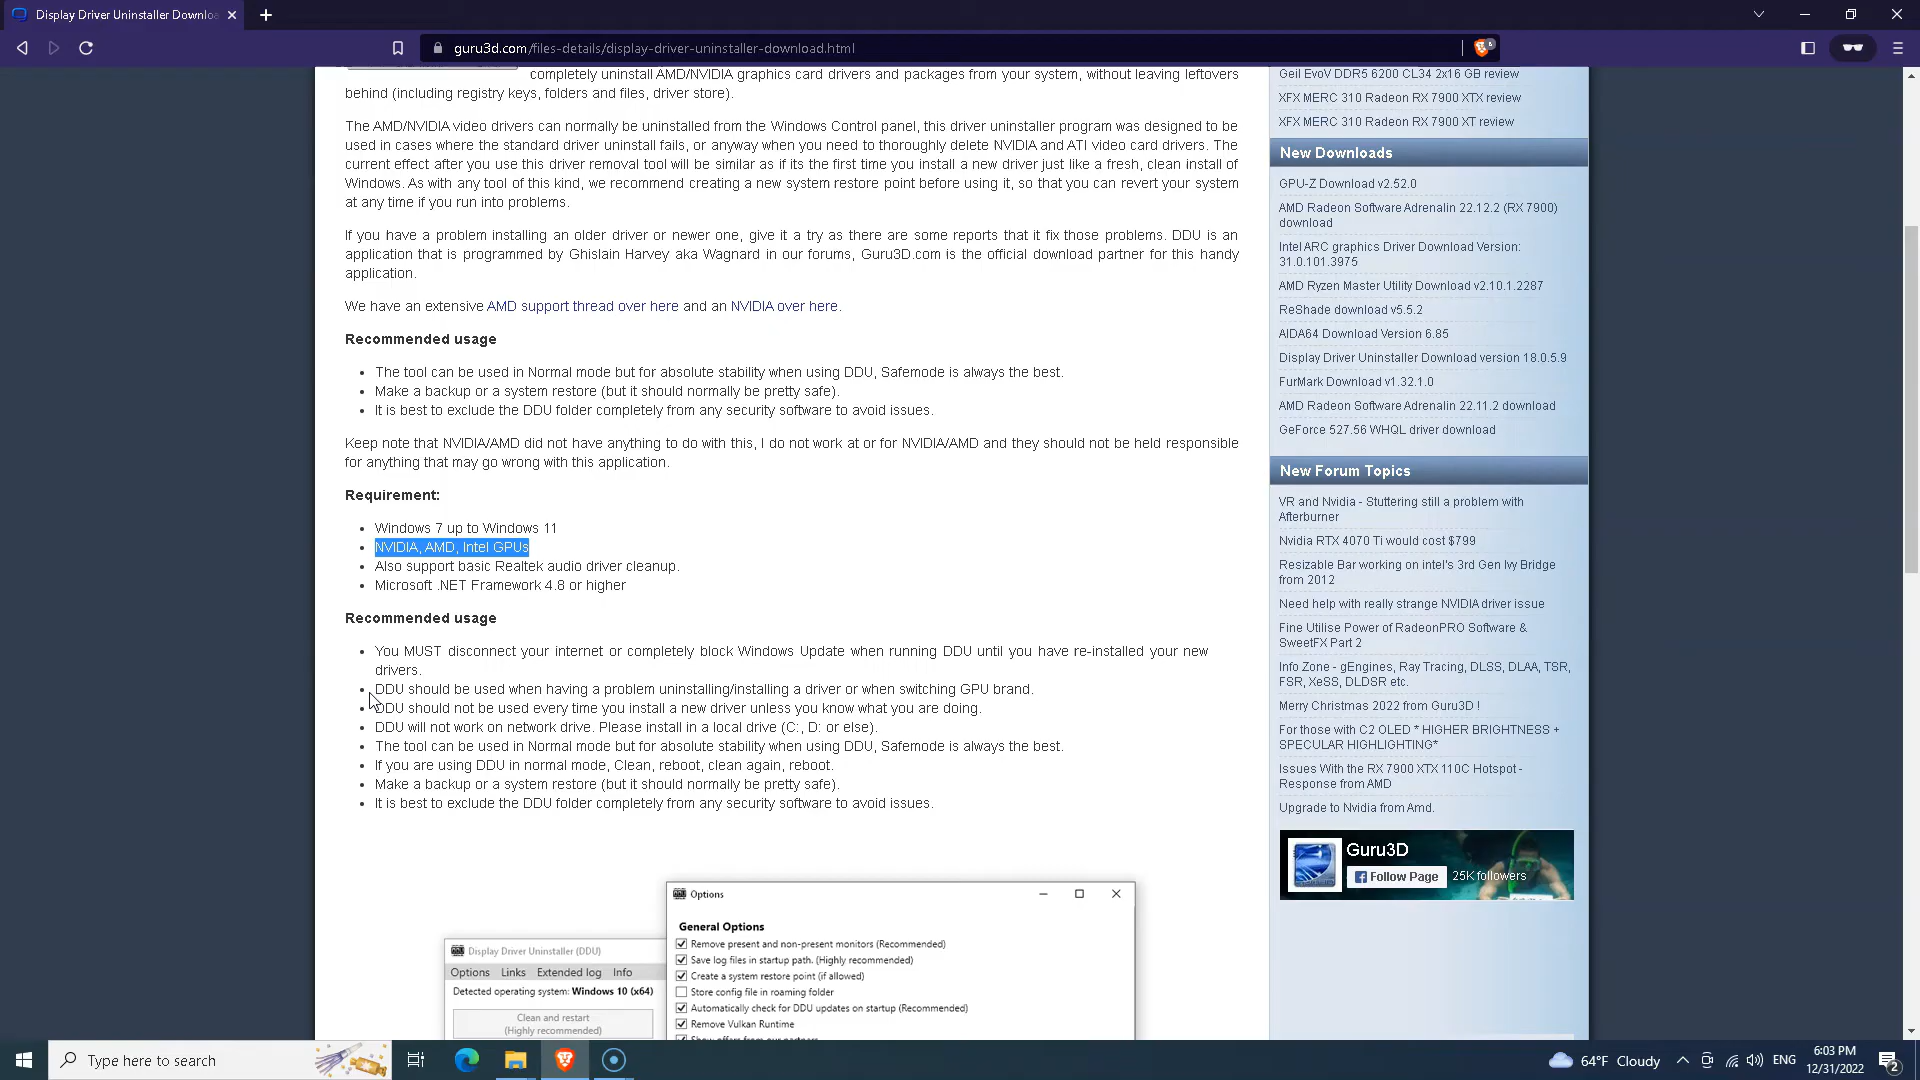 Display Driver Uninstaller Downlo
guru3d.com/files-details/display-driver-uninstaller-download.html
completely uninstall AMD/NVIDIA graphics card drivers and packages from your system, without leaving leftovers
behind (including registry keys, folders and files, driver store).
The AMD/NVIDIA video drivers can normally be uninstalled from the Windows Control panel, this driver uninstaller program was designed to be
used in cases where the standard driver uninstall fails, or anyway when you need to thoroughly delete NVIDIA and ATI video card drivers. The
current effect after you use this driver removal tool will be similar as if its the first time you install a new driver just like a fresh, clean install of
Windows. As with any tool of this kind, we recommend creating a new system restore point before using it, so that you can revert your system
at any time if you run into problems.
If you have a problem installing an older driver or newer one, give it a try as there are some reports that it fix those problems. DDU is an
application that is programmed by Ghislain Harvey aka Wagnard in our forums, Guru3D.com is the official download partner for this handy
application.
We have an extensive AMD support thread over here and an NVIDIA over here.
Recommended usage
• The tool can be used in Normal mode but for absolute stability when using DDU, Safemode is always the best.
• Make a backup or a system restore (but it should normally be pretty safe).
• It is best to exclude the DDU folder completely from any security software to avoid issues.
Keep note that NVIDIA/AMD did not have anything to do with this, I do not work at or for NVIDIA/AMD and they should not be held responsible
for anything that may go wrong with this application.
Requirement:
• Windows 7 up to Windows 11
• NVIDIA, AMD, Intel GPUs
• Also support basic Realtek audio driver cleanup.
• Microsoft .NET Framework 4.8 or higher
Recommended usage
• You MUST disconnect your internet or completely block Windows Update when running DDU until you have re-installed your new
drivers.
• DDU should be used when having a problem uninstalling/installing a driver or when switching GPU brand.
• DDU should not be used every time you install a new driver unless you know what you are doing.
• DDU will not work on network drive. Please install in a local drive (C:, D: or else).
• The tool can be used in Normal mode but for absolute stability when using DDU, Safemode is always the best.
• If you are using DDU in normal mode, Clean, reboot, clean again, reboot.
• Make a backup or a system restore (but it should normally be pretty safe).
• It is best to exclude the DDU folder completely from any security software to avoid issues.
Options
General Options
Remove present and non-present monitors (Recommended)
Save log files in startup path. (Highly recommended)
Create a system restore point (if allowed)
Store config file in roaming folder
Automatically check for DDU updates on startup (Recommended)
Remove Vulkan Runtime
Display Driver Uninstaller (DDU)
Options Links Extended log Info
Detected operating system: Windows 10 (x64)
Clean and restart
(Highly recommended)
Geil EvoV DDR5 6200 CL34 2x16 GB review
XFX MERC 310 Radeon RX 7900 XTX review
XFX MERC 310 Radeon RX 7900 XT review
New Downloads
GPU-Z Download v2.52.0
AMD Radeon Software Adrenalin 22.12.2 (RX 7900)
download
Intel ARC graphics Driver Download Version:
31.0.101.3975
AMD Ryzen Master Utility Download v2.10.1.2287
ReShade download v5.5.2
AIDA64 Download Version 6.85
Display Driver Uninstaller Download version 18.0.5.9
FurMark Download v1.32.1.0
AMD Radeon Software Adrenalin 22.11.2 download
GeForce 527.56 WHQL driver download
New Forum Topics
VR and Nvidia - Stuttering still a problem with
Afterburner
Nvidia RTX 4070 Ti would cost $799
Resizable Bar working on intel's 3rd Gen Ivy Bridge
from 2012
Need help with really strange NVIDIA driver issue
Fine Utilise Power of RadeonPRO Software &
SweetFX Part 2
Info Zone - gEngines, Ray Tracing, DLSS, DLAA, TSR,
FSR, XeSS, DLDSR etc.
Merry Christmas 2022 from Guru3D !
For those with C2 OLED * HIGHER BRIGHTNESS +
SPECULAR HIGHLIGHTING*
Issues With the RX 7900 XTX 110C Hotspot -
Response from AMD
Upgrade to Nvidia from Amd.
Guru3D
Follow Page 25K followers
Type here to search
64°F Cloudy
ENG
6:03 PM
12/31/2022
2